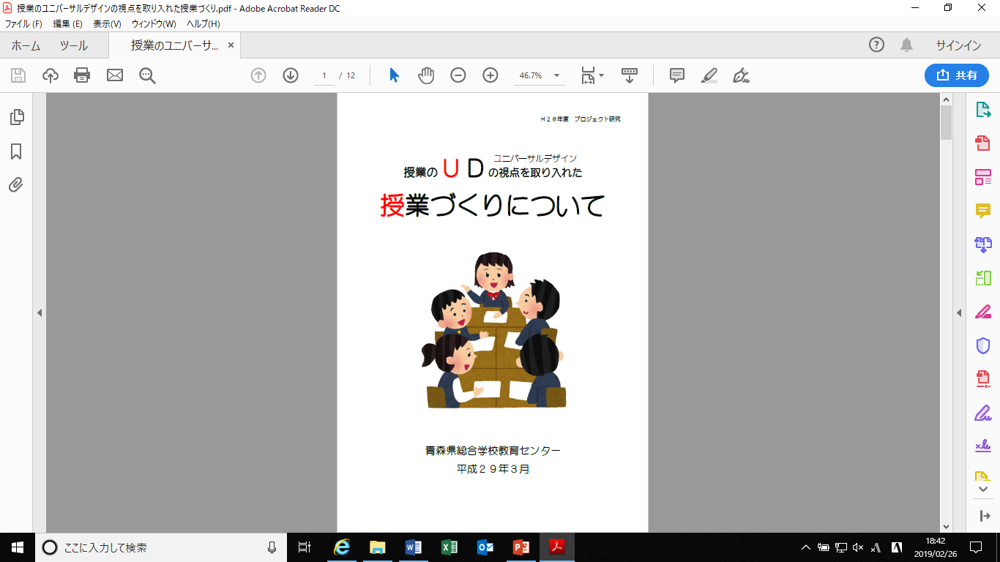 授業のユニバーサルデザインの視点を取り入れた授業づくり.pdf - Adobe Acrobat Reader DC
ファイル(F) 編集(E) 表示(V) ウィンドウ(W) ヘルプ(H)
ホーム ツール 授業のユニバーサ... × サインイン
1 / 12 46.7% 共有
H28年度 プロジェクト研究
ユニバーサルデザイン
授業のUDの視点を取り入れた
授業づくりについて
青森県総合学校教育センター
平成29年3月
ここに入力して検索
A
18:42
2019/02/26